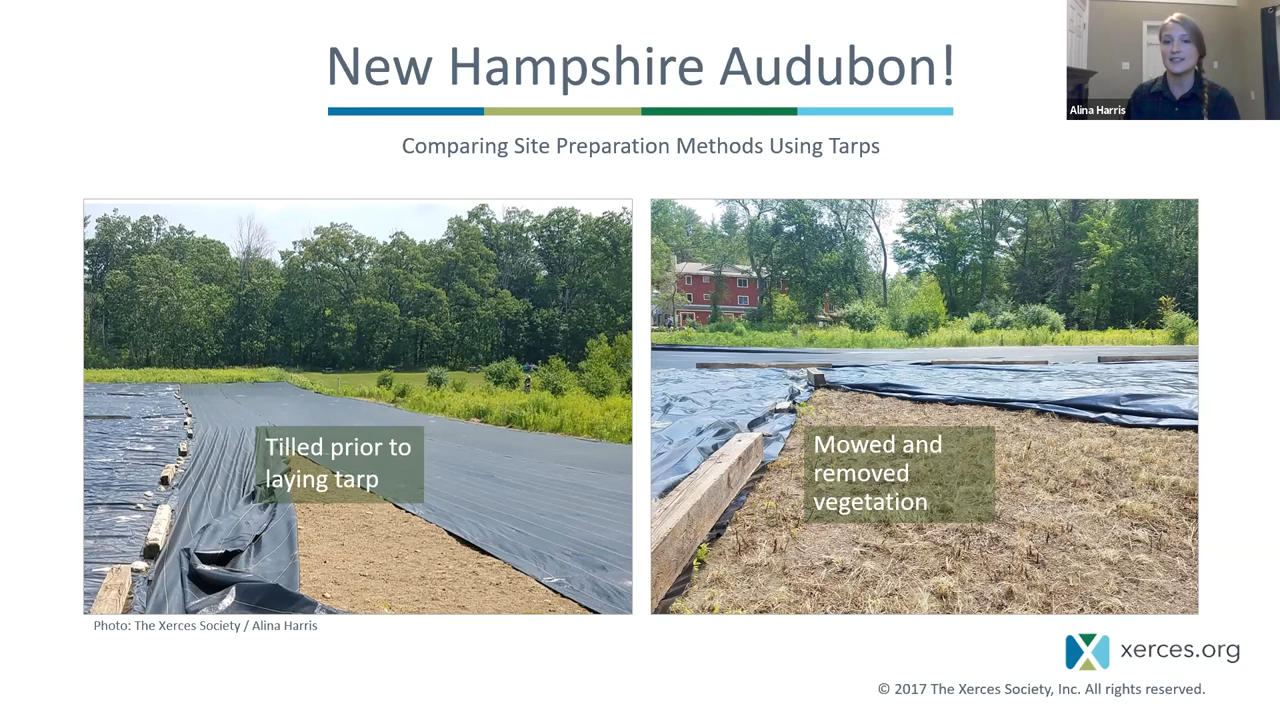 New Hampshire Audubon!
Alina Harris
Comparing Site Preparation Methods Using Tarps
Tilled prior to
laying tarp
Mowed and
removed
vegetation
Photo: The Xerces Society / Alina Harris
xerces.org
© 2017 The Xerces Society, Inc. All rights reserved.